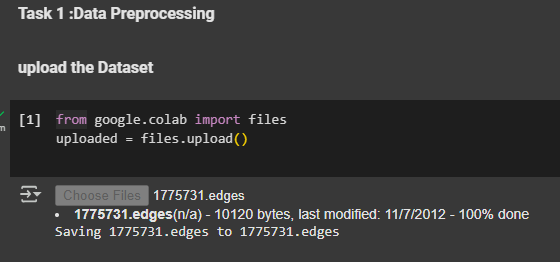 Task 1 :Data Preprocessing
upload the Dataset
[1] from google.colab import files
uploaded = files.upload()
Choose Files 1775731.edges
• 1775731.edges(n/a) - 10120 bytes, last modified: 11/7/2012 - 100% done
Saving 1775731.edges to 1775731.edges